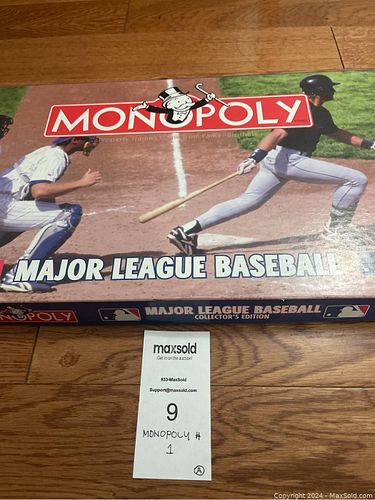 MONOPOLY
MAJOR LEAGUE BASEBALL
MONOPOLY
MAJOR LEAGUE BASEBALL
COLLECTOR'S EDITION
maxsold
Get in on the auction!
833-MaxSold
Support@maxsold.com
9
MONOPOLY #
1
A
Copyright 2024 - MaxSold.com